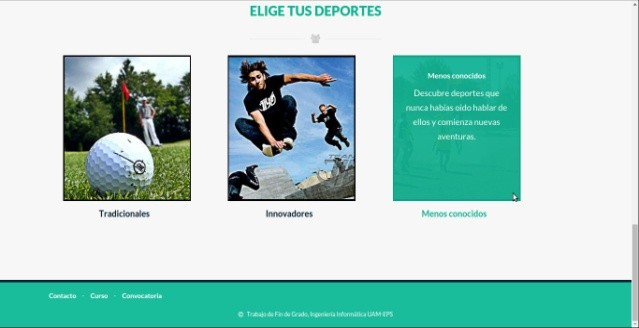 ELIGE TUS DEPORTES
Menos conocidos
Descubre deportes que
nunca habías oído hablar de
ellos y comienza nuevas
aventuras.
Tradicionales
Innovadores
Menos conocidos
Contacto · Curso · Convocatoria
© Trabajo de Fin de Grado, Ingeniería Informática UAM-EPS